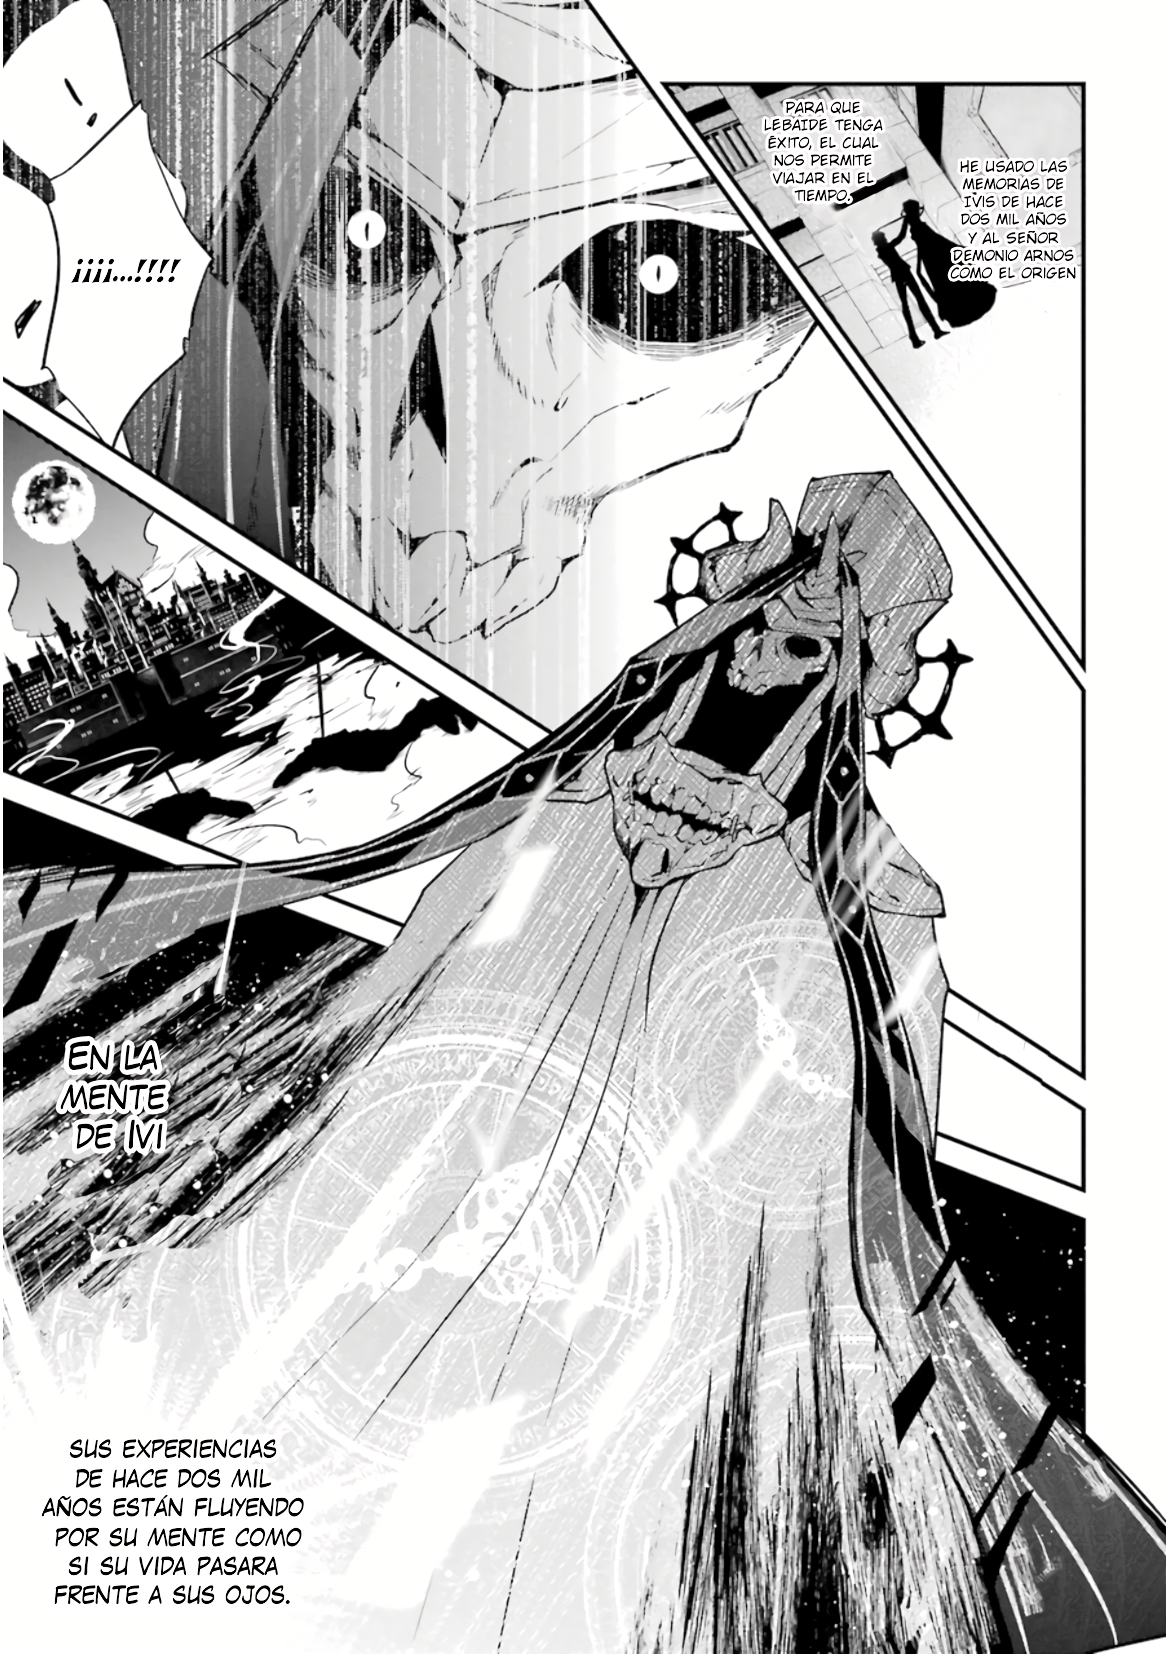 HE USADO LAS
MEMORIAS DE
IVIS DE HACE
DOS MIL AÑOS
Y AL SEÑOR
DEMONIO ARNOS
COMO EL ORIGEN
PARA QUE
LEBAIDE TENGA
ÉXITO, EL CUAL
NOS PERMITE
VIAJAR EN EL
TIEMPO.
¡¡¡¡...!!!!
EN LA
MENTE
DE IVI
SUS EXPERIENCIAS
DE HACE DOS MIL
AÑOS ESTÁN FLUYENDO
POR SU MENTE COMO
SI SU VIDA PASARA
FRENTE A SUS OJOS.